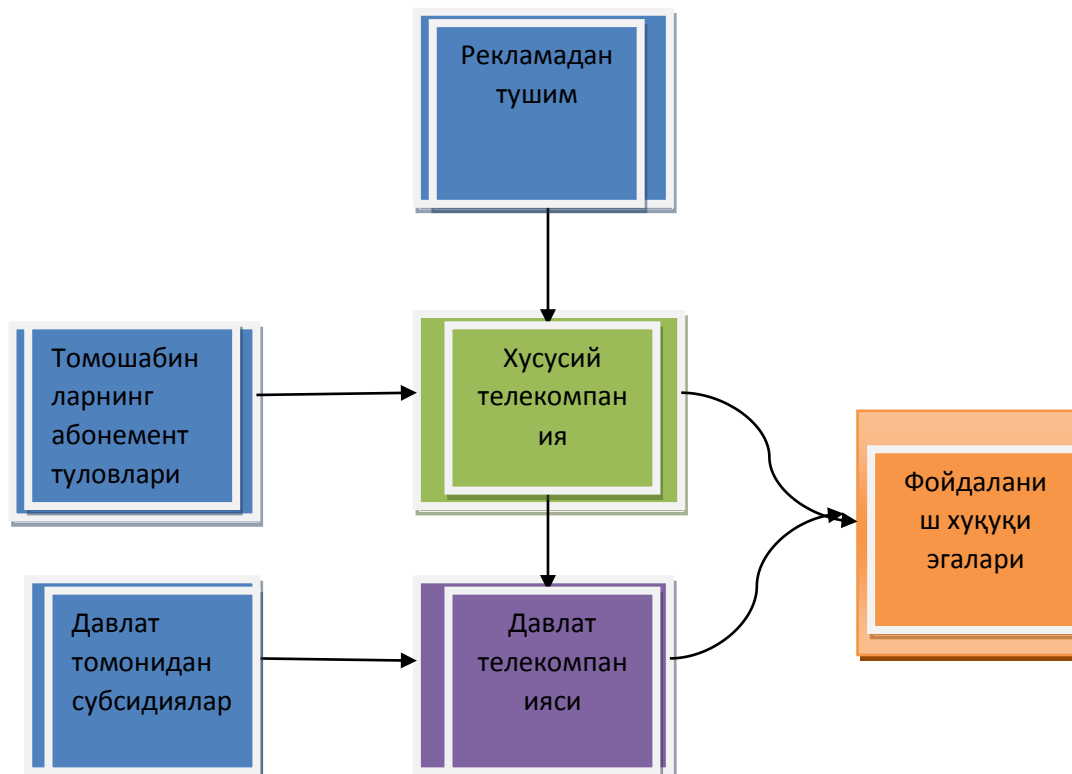 Рекламадан
тушим
Томошабин
ларнинг
абонемент
туловлари
Хусусий
телекомпан
ия
Фойдалани
ш хуқуқи
эгалари
Давлат
томонидан
субсидиялар
Давлат
телекомпан
ияси